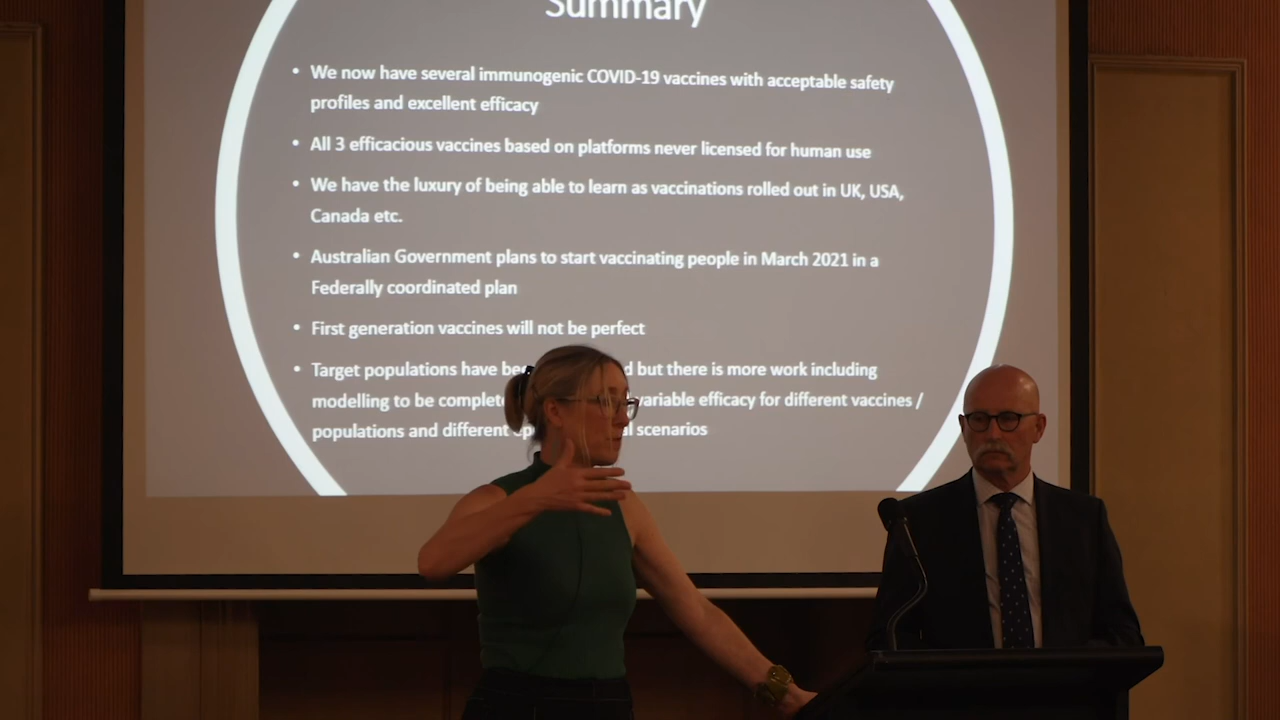 Summary
• We now have several immunogenic COVID-19 vaccines with acceptable safety
profiles and excellent efficacy
• All 3 efficacious vaccines based on platforms never licensed for human use
• We have the luxury of being able to learn as vaccinations rolled out in UK, USA,
Canada etc.
• Australian Government plans to start vaccinating people in March 2021 in a
Federally coordinated plan
• First generation vaccines will not be perfect
• Target populations have but there is more work including
modelling to be variable efficacy for different vaccines /
populations and different scenarios